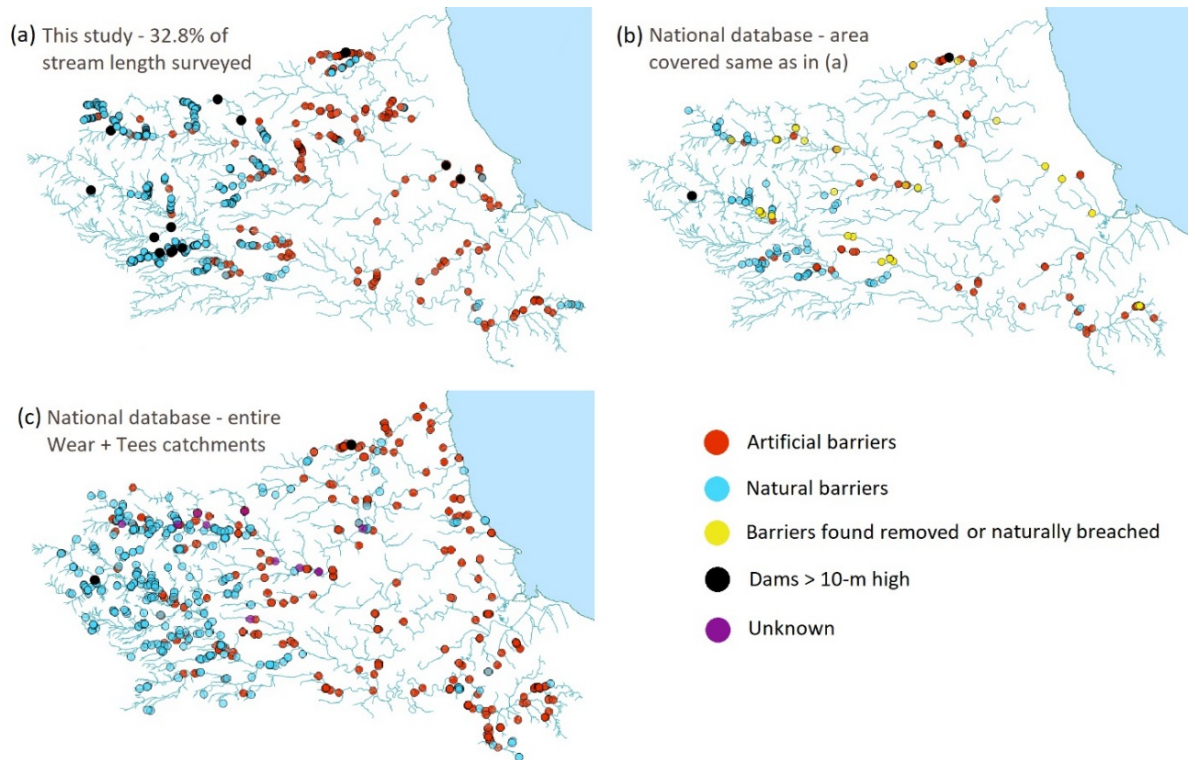 (a) This study - 32.8% of
stream length surveyed
(b) National database - area
covered same as in (a)
(c) National database - entire
Wear + Tees catchments
Artificial barriers
Natural barriers
Barriers found removed or naturally breached
Dams > 10-m high
Unknown